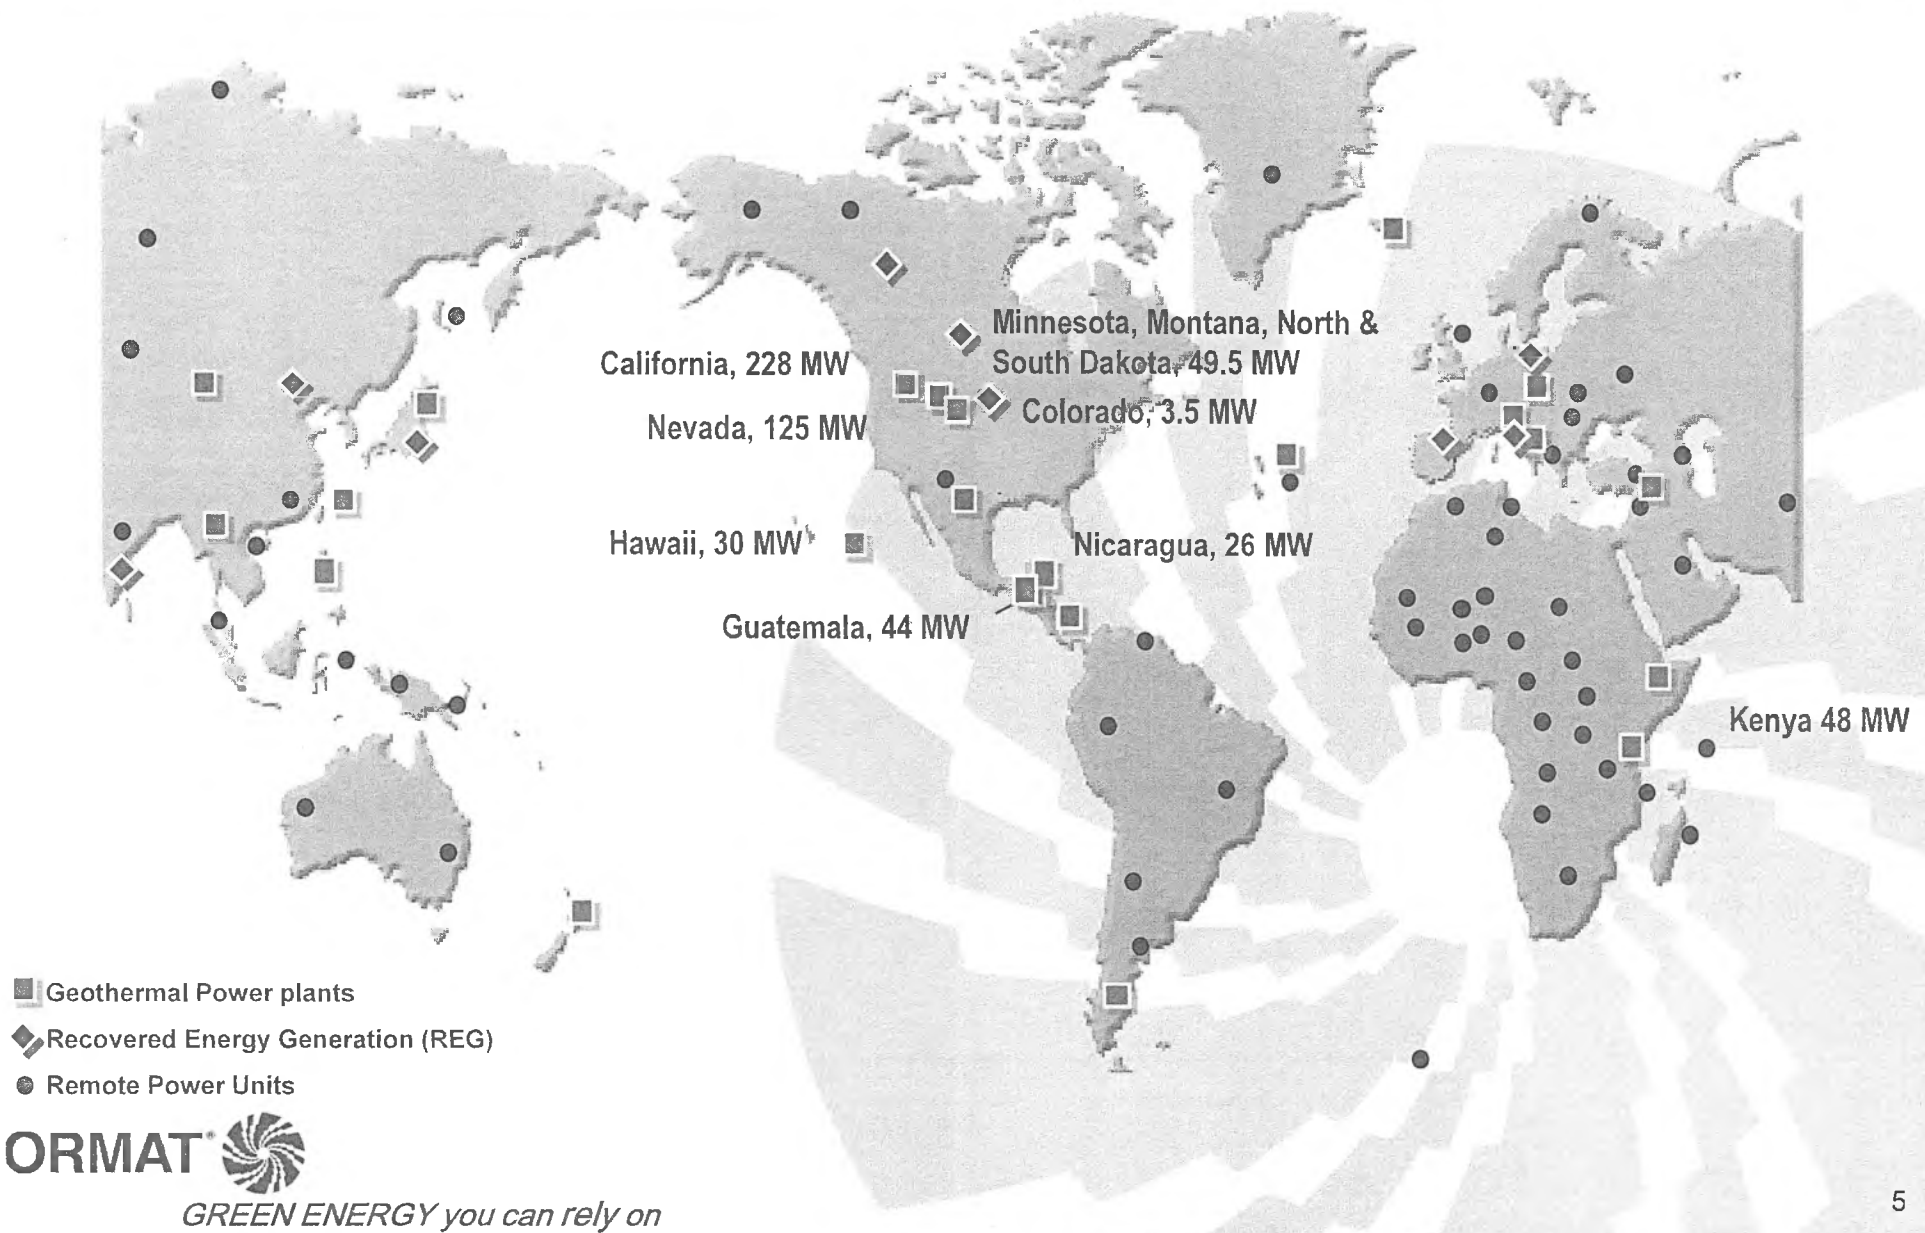 Minnesota, Montana, North &
South Dakota, 49.5 MW
California, 228 MW
Colorado, 3.5 MW
Nevada, 125 MW
Hawaii, 30 MW
Nicaragua, 26 MW
Guatemala, 44 MW
Kenya 48 MW
Geothermal Power plants
Recovered Energy Generation (REG)
Remote Power Units
ORMAT
GREEN ENERGY you can rely on
5